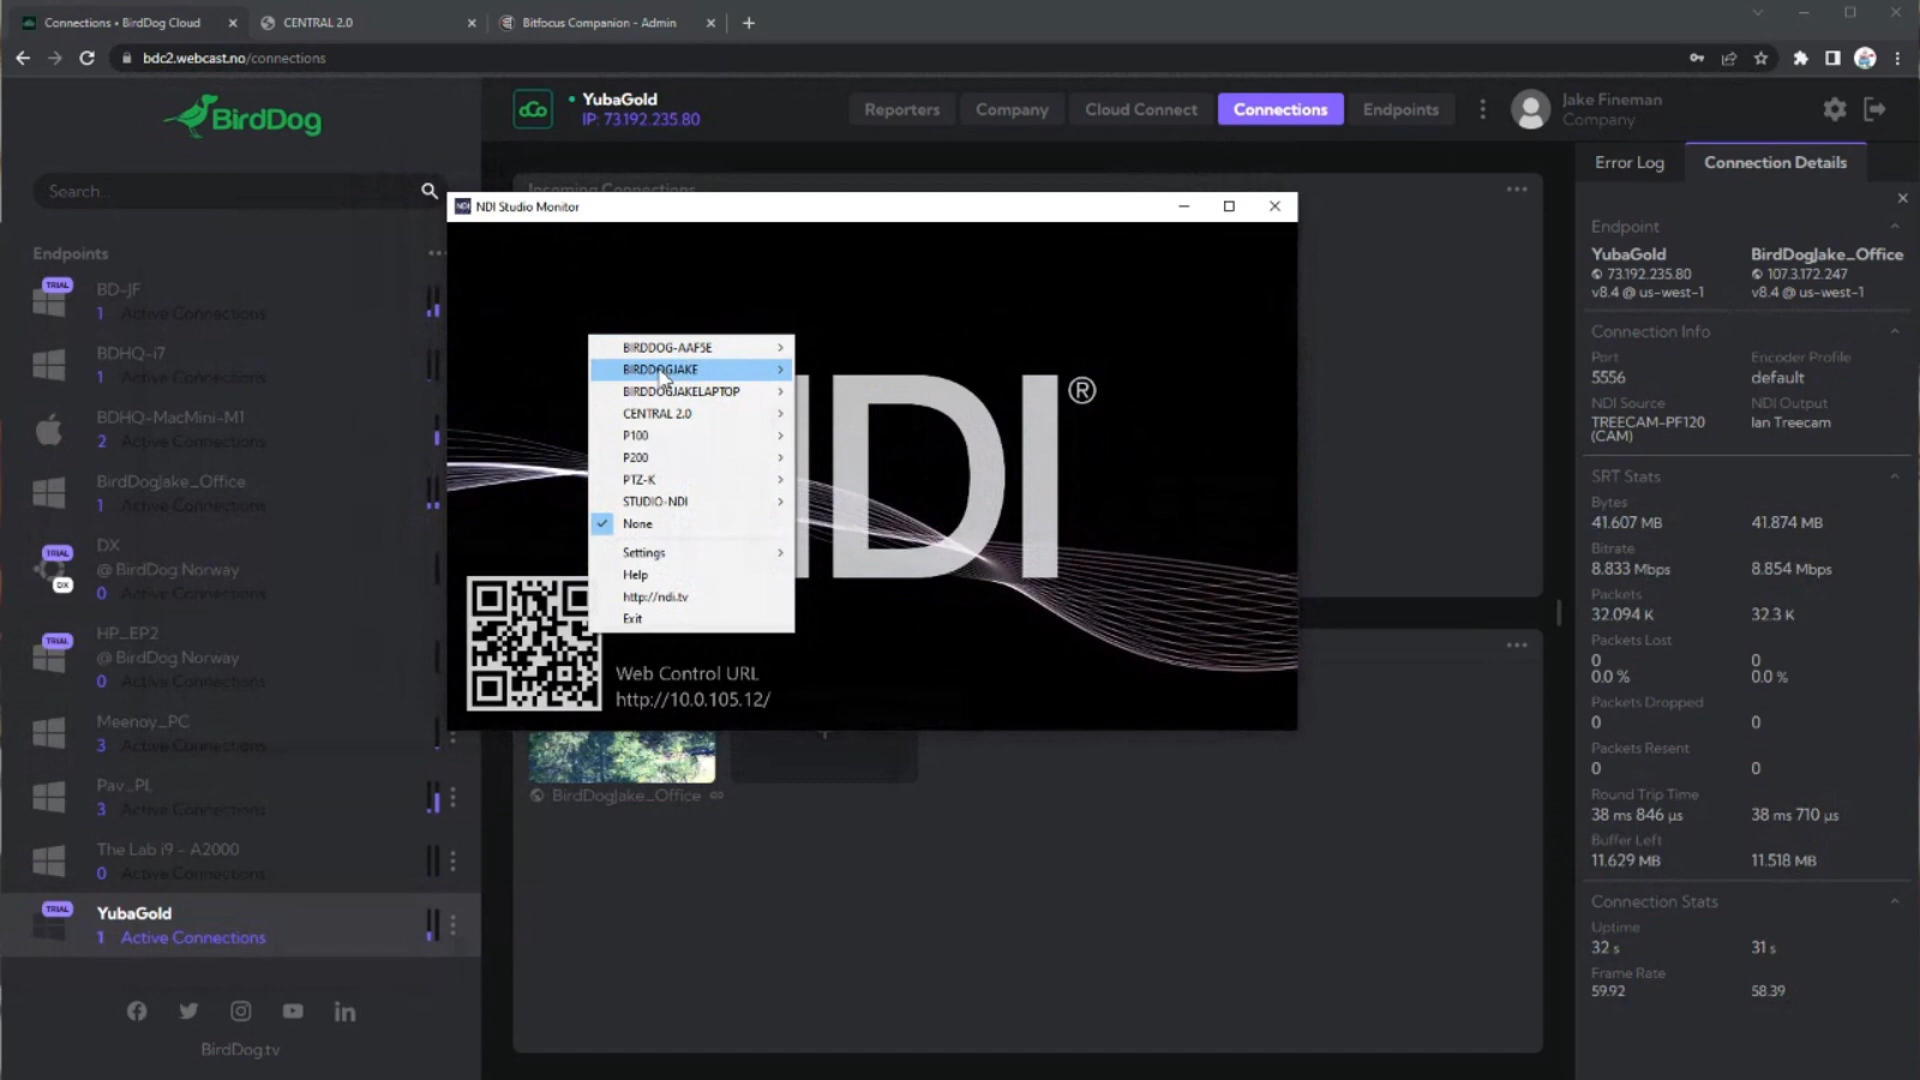 Connections • BirdDog Cloud
CENTRAL 2.0
Bitfocus Companion - Admin
bdc2.webcast.no/connections
BirdDog
YubaGold
IP: 73.192.235.80
Reporters
Company
Cloud Connect
Connections
Endpoints
Jake Fineman
Company
Search...
Endpoints
TRIAL
BD-JF
1 Active Connections
BDHQ-i7
1 Active Connections
BDHQ-MacMini-M1
2 Active Connections
BirdDogJake_Office
1 Active Connections
TRIAL
DX
DX
@ BirdDog Norway
0 Active Connections
TRIAL
HP_EP2
@ BirdDog Norway
0 Active Connections
Meenoy_PC
3 Active Connections
Pav_PL
3 Active Connections
The Lab i9 - A2000
0 Active Connections
TRIAL
YubaGold
1 Active Connections
BirdDog.tv
Incoming Connections
NDI NDI Studio Monitor
BIRDDOG-AAF5E
BIRDDOGJAKE
BIRDDOGJAKELAPTOP
CENTRAL 2.0
P100
P200
PTZ-K
STUDIO-NDI
None
Settings
Help
http://ndi.tv
Exit
NDI®
Web Control URL
http://10.0.105.12/
BirdDogJake_Office
Error Log
Connection Details
Endpoint
YubaGold BirdDogJake_Office
73.192.235.80 107.3.172.247
v8.4 @ us-west-1 v8.4 @ us-west-1
Connection Info
Port Encoder Profile
5556 default
NDI Source NDI Output
TREECAM-PF120 Ian Treecam
(CAM)
SRT Stats
Bytes
41.607 MB 41.874 MB
Bitrate
8.833 Mbps 8.854 Mbps
Packets
32.094 K 32.3 K
Packets Lost
0 0
0.0 % 0.0 %
Packets Dropped
0 0
Packets Resent
0 0
Round Trip Time
38 ms 846 µs 38 ms 710 µs
Buffer Left
11.629 MB 11.518 MB
Connection Stats
Uptime
32 s 31 s
Frame Rate
59.92 58.39